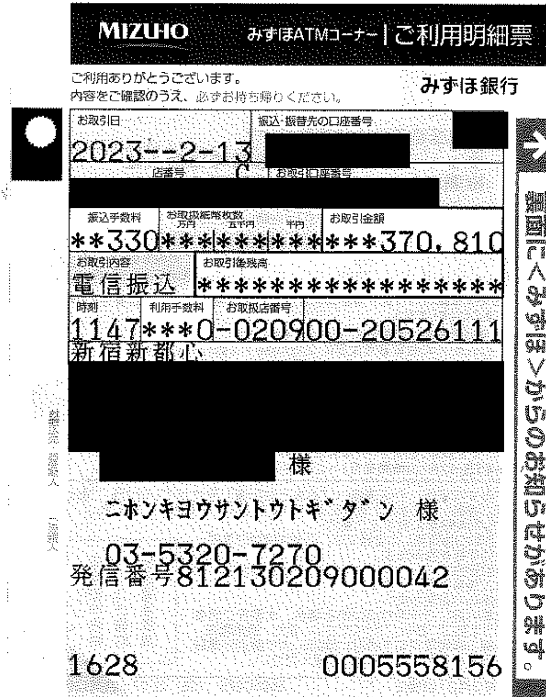 MIZUHO みずほATMコーナー | ご利用明細票
ご利用ありがとうございます。
内容をご確認のうえ、必ずお持ち帰りください。
みずほ銀行
お取引日 振込・振替先の口座番号
2023--2-13
店番号 C お取引口座番号
振込手数料 お取扱紙幣枚数 万円 五千円 千円 お取引金額
**330*************370,810
お取引内容 お取引後残高
電信振込 ******************
時刻 利用手数料 お取扱店番号
1147***0-020900-20526111
新宿新都心
様
ニホンキヨウサントウトギダン 様
03-5320-7270
発信番号812130209000042
1628 0005558156
裏面に<みずほ>からのお知らせがあります。